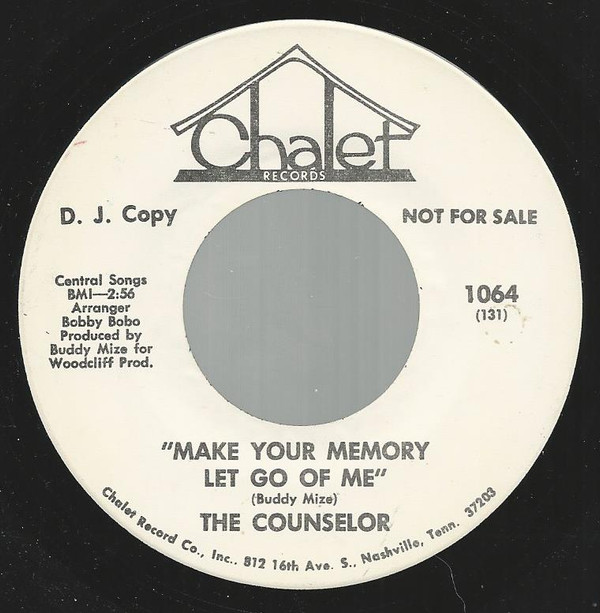 Chalet
RECORDS
D. J. Copy
NOT FOR SALE
Central Songs
BMI—2:56
Arranger
Bobby Bobo
Produced by
Buddy Mize for
Woodcliff Prod.
1064
(131)
"MAKE YOUR MEMORY
LET GO OF ME"
(Buddy Mize)
THE COUNSELOR
Chalet Record Co., Inc., 812 16th Ave. S., Nashville, Tenn. 37203